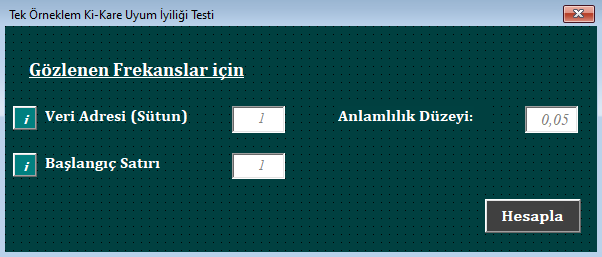 Tek Örneklem Ki-Kare Uyum İyiliği Testi
Gözlenen Frekanslar için
i Veri Adresi (Sütun) 1 Anlamlılık Düzeyi: 0,05
i Başlangıç Satırı 1
Hesapla